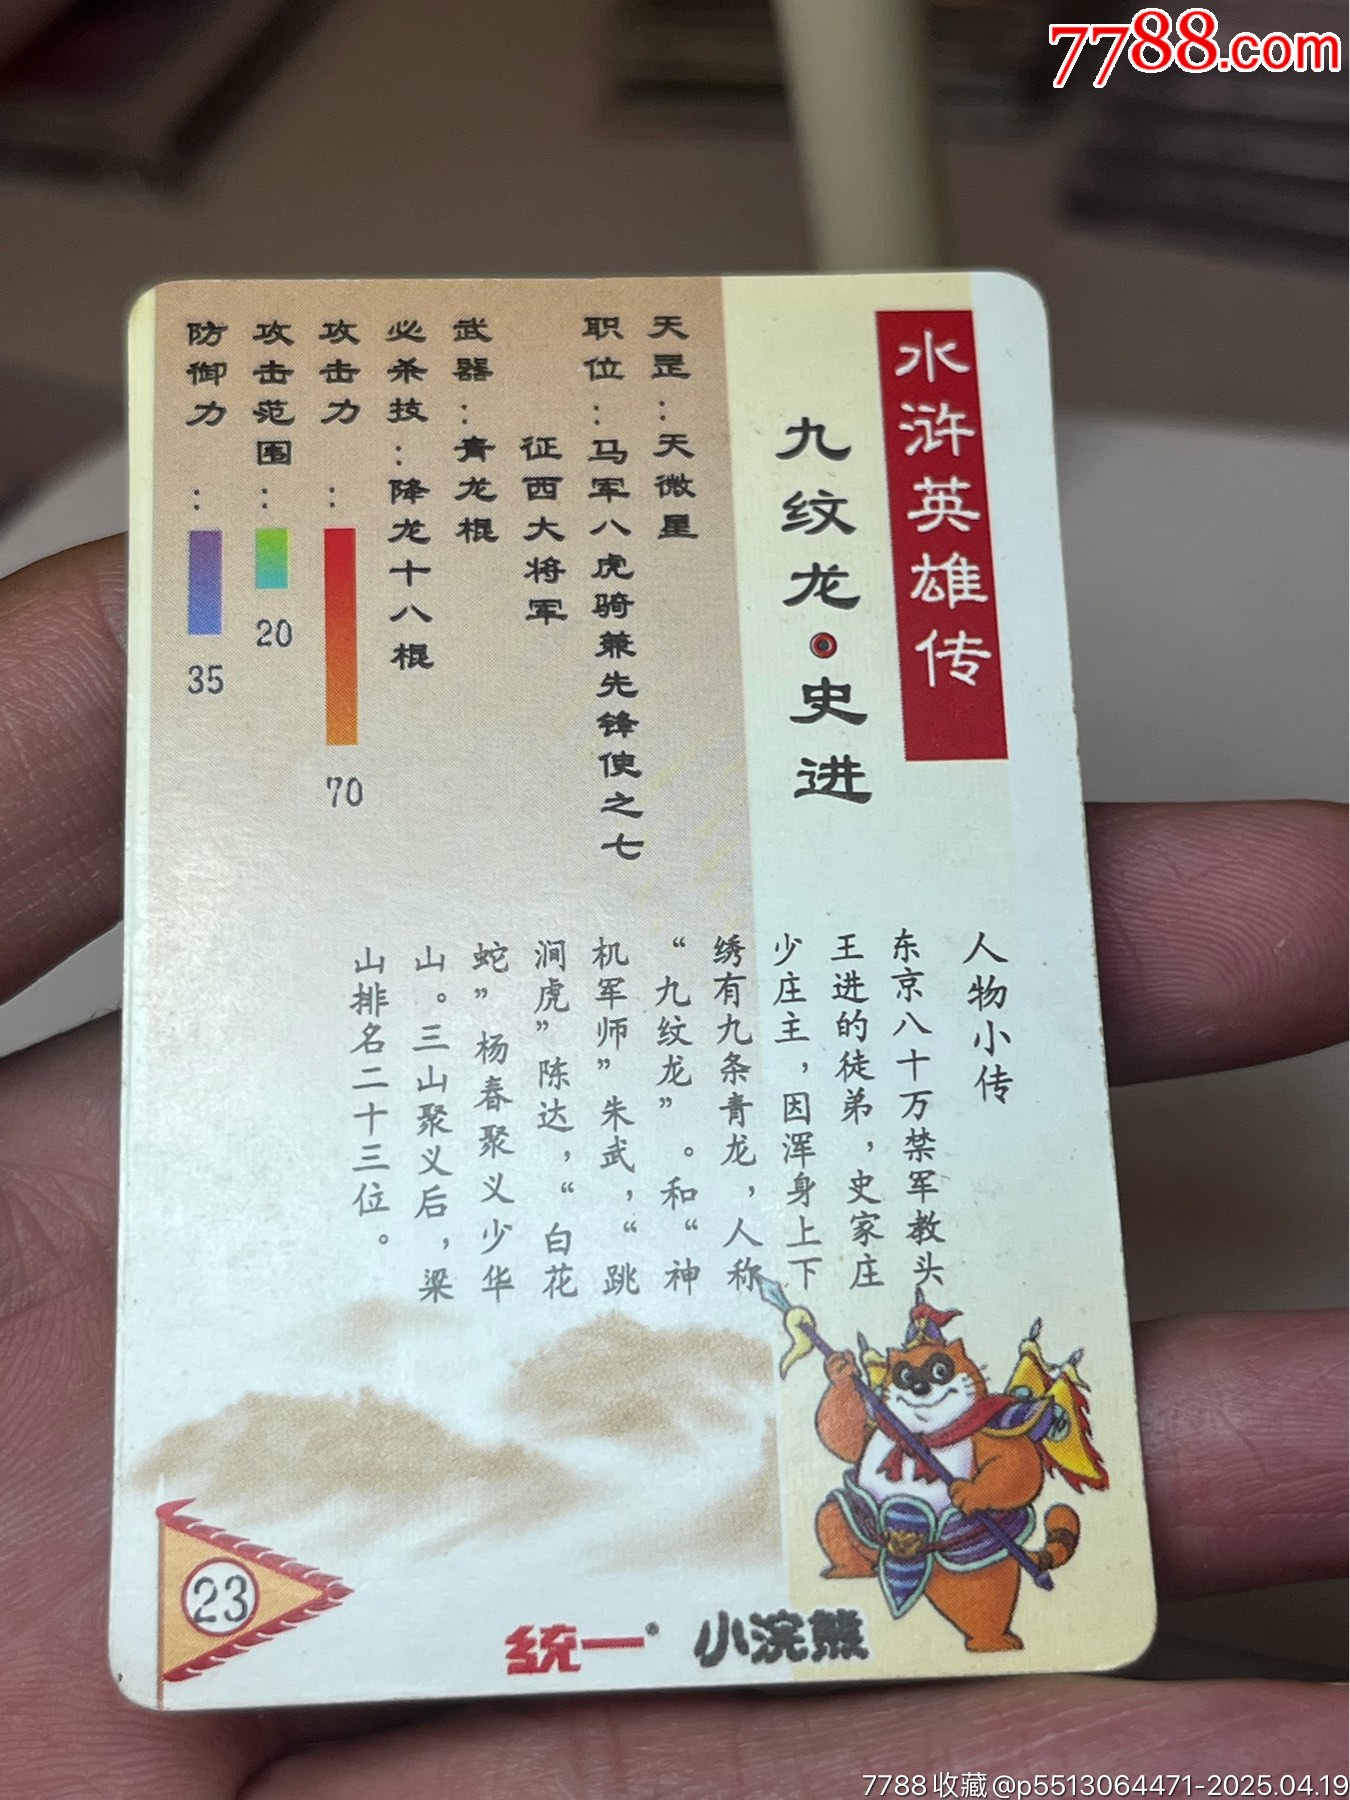 7788.com
水浒英雄传
九纹龙·史进
天罡：天微星
职位：马军八虎骑兼先锋使之七
征西大将军
武器：青龙棍
必杀技：降龙十八棍
攻击力：70
攻击范围：20
防御力：35
人物小传
东京八十万禁军教头
王进的徒弟，史家庄
少庄主，因浑身上下
绣有九条青龙，人称
“九纹龙”。和“神
机军师”朱武，“跳
涧虎”陈达，“白花
蛇”杨春聚义少华
山。三山聚义后，梁
山排名二十三位。
23
统一® 小浣熊
7788收藏@p5513064471-2025.04.19